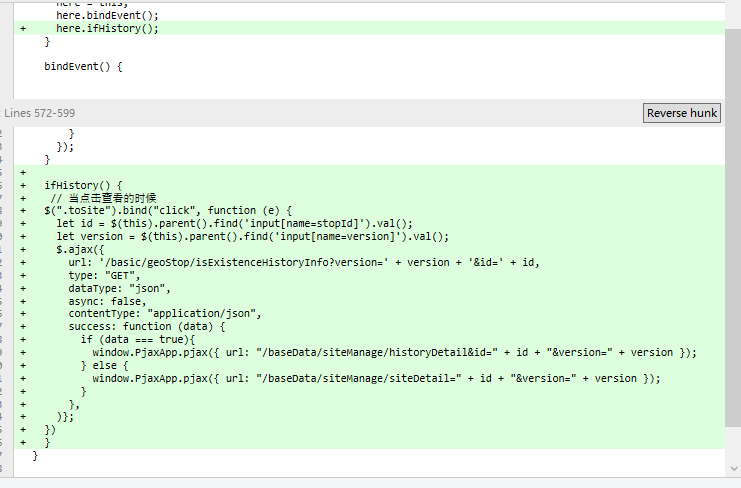 here = this;
here.bindEvent();
+ here.ifHistory();
}
bindEvent() {
Lines 572-599
Reverse hunk
}
});
}
+
+ ifHistory() {
+ // 当点击查看的时候
+ $(".toSite").bind("click", function (e) {
+ let id = $(this).parent().find('input[name=stopId]').val();
+ let version = $(this).parent().find('input[name=version]').val();
+ $.ajax({
+ url: '/basic/geoStop/isExistenceHistoryInfo?version=' + version + '&id=' + id,
+ type: "GET",
+ dataType: "json",
+ async: false,
+ contentType: "application/json",
+ success: function (data) {
+ if (data === true){
+ window.PjaxApp.pjax({ url: "/baseData/siteManage/historyDetail&id=" + id + "&version=" + version });
+ } else {
+ window.PjaxApp.pjax({ url: "/baseData/siteManage/siteDetail=" + id + "&version=" + version });
+ }
+ },
+ )};
+ })
+ }
}